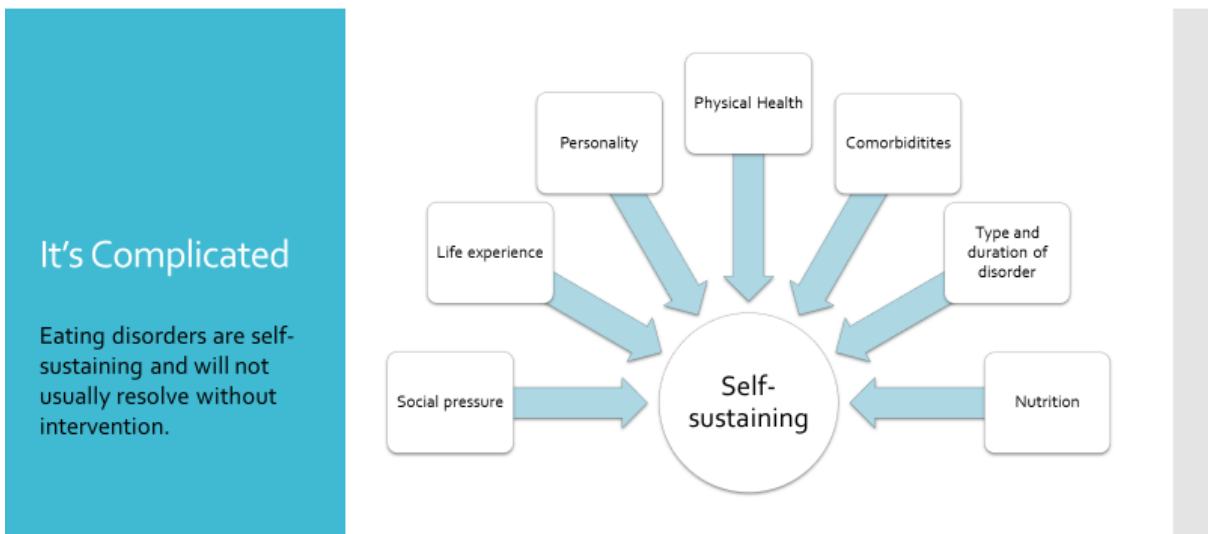 It's Complicated
Eating disorders are self-
sustaining and will not
usually resolve without
intervention.
Social pressure
Life experience
Personality
Physical Health
Comorbiditites
Type and
duration of
disorder
Nutrition
Self-
sustaining